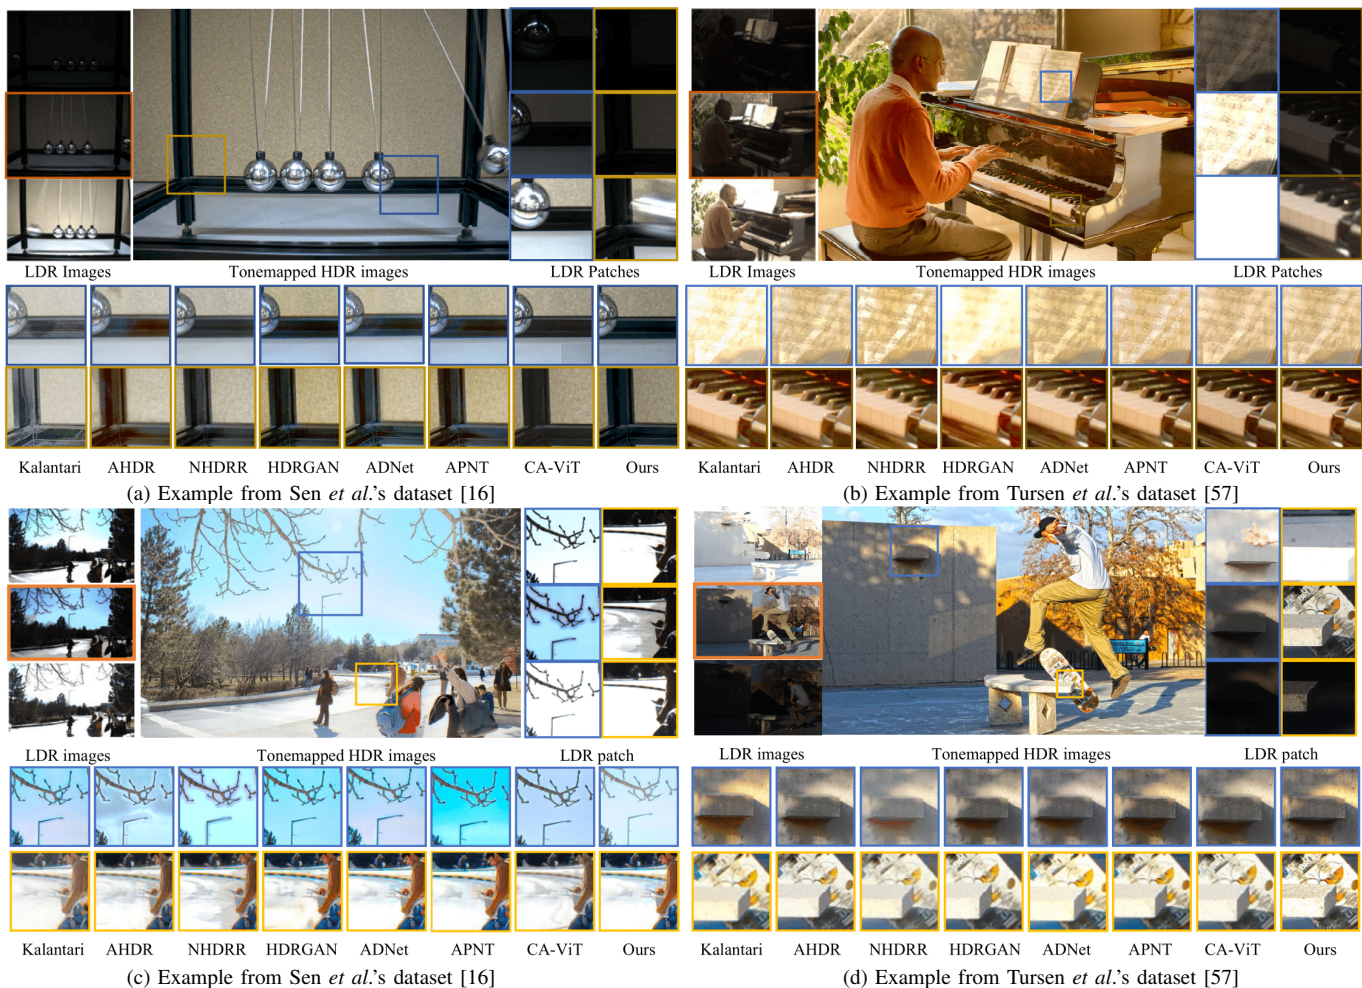 LDR Images Tonemapped HDR images LDR Patches
LDR Images Tonemapped HDR images LDR Patches
Kalantari AHDR NHDRR HDRGAN ADNet APNT CA-ViT Ours
Kalantari AHDR NHDRR HDRGAN ADNet APNT CA-ViT Ours
(a) Example from Sen et al.'s dataset [16]
(b) Example from Tursen et al.'s dataset [57]
LDR images Tonemapped HDR images LDR patch
LDR images Tonemapped HDR images LDR patch
Kalantari AHDR NHDRR HDRGAN ADNet APNT CA-ViT Ours
Kalantari AHDR NHDRR HDRGAN ADNet APNT CA-ViT Ours
(c) Example from Sen et al.'s dataset [16]
(d) Example from Tursen et al.'s dataset [57]